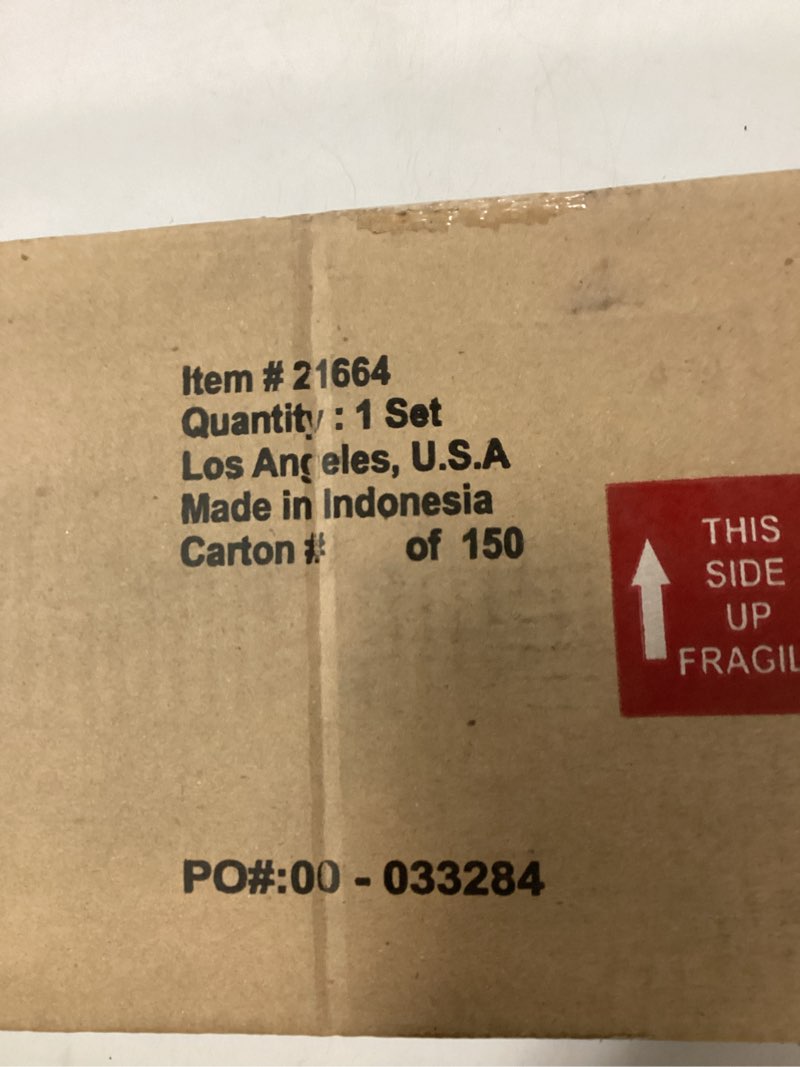 Item # 21664
Quantity : 1 Set
Los Angeles, U.S.A
Made in Indonesia
Carton # of 150
THIS
SIDE
UP
FRAGIL
PO#:00 - 033284